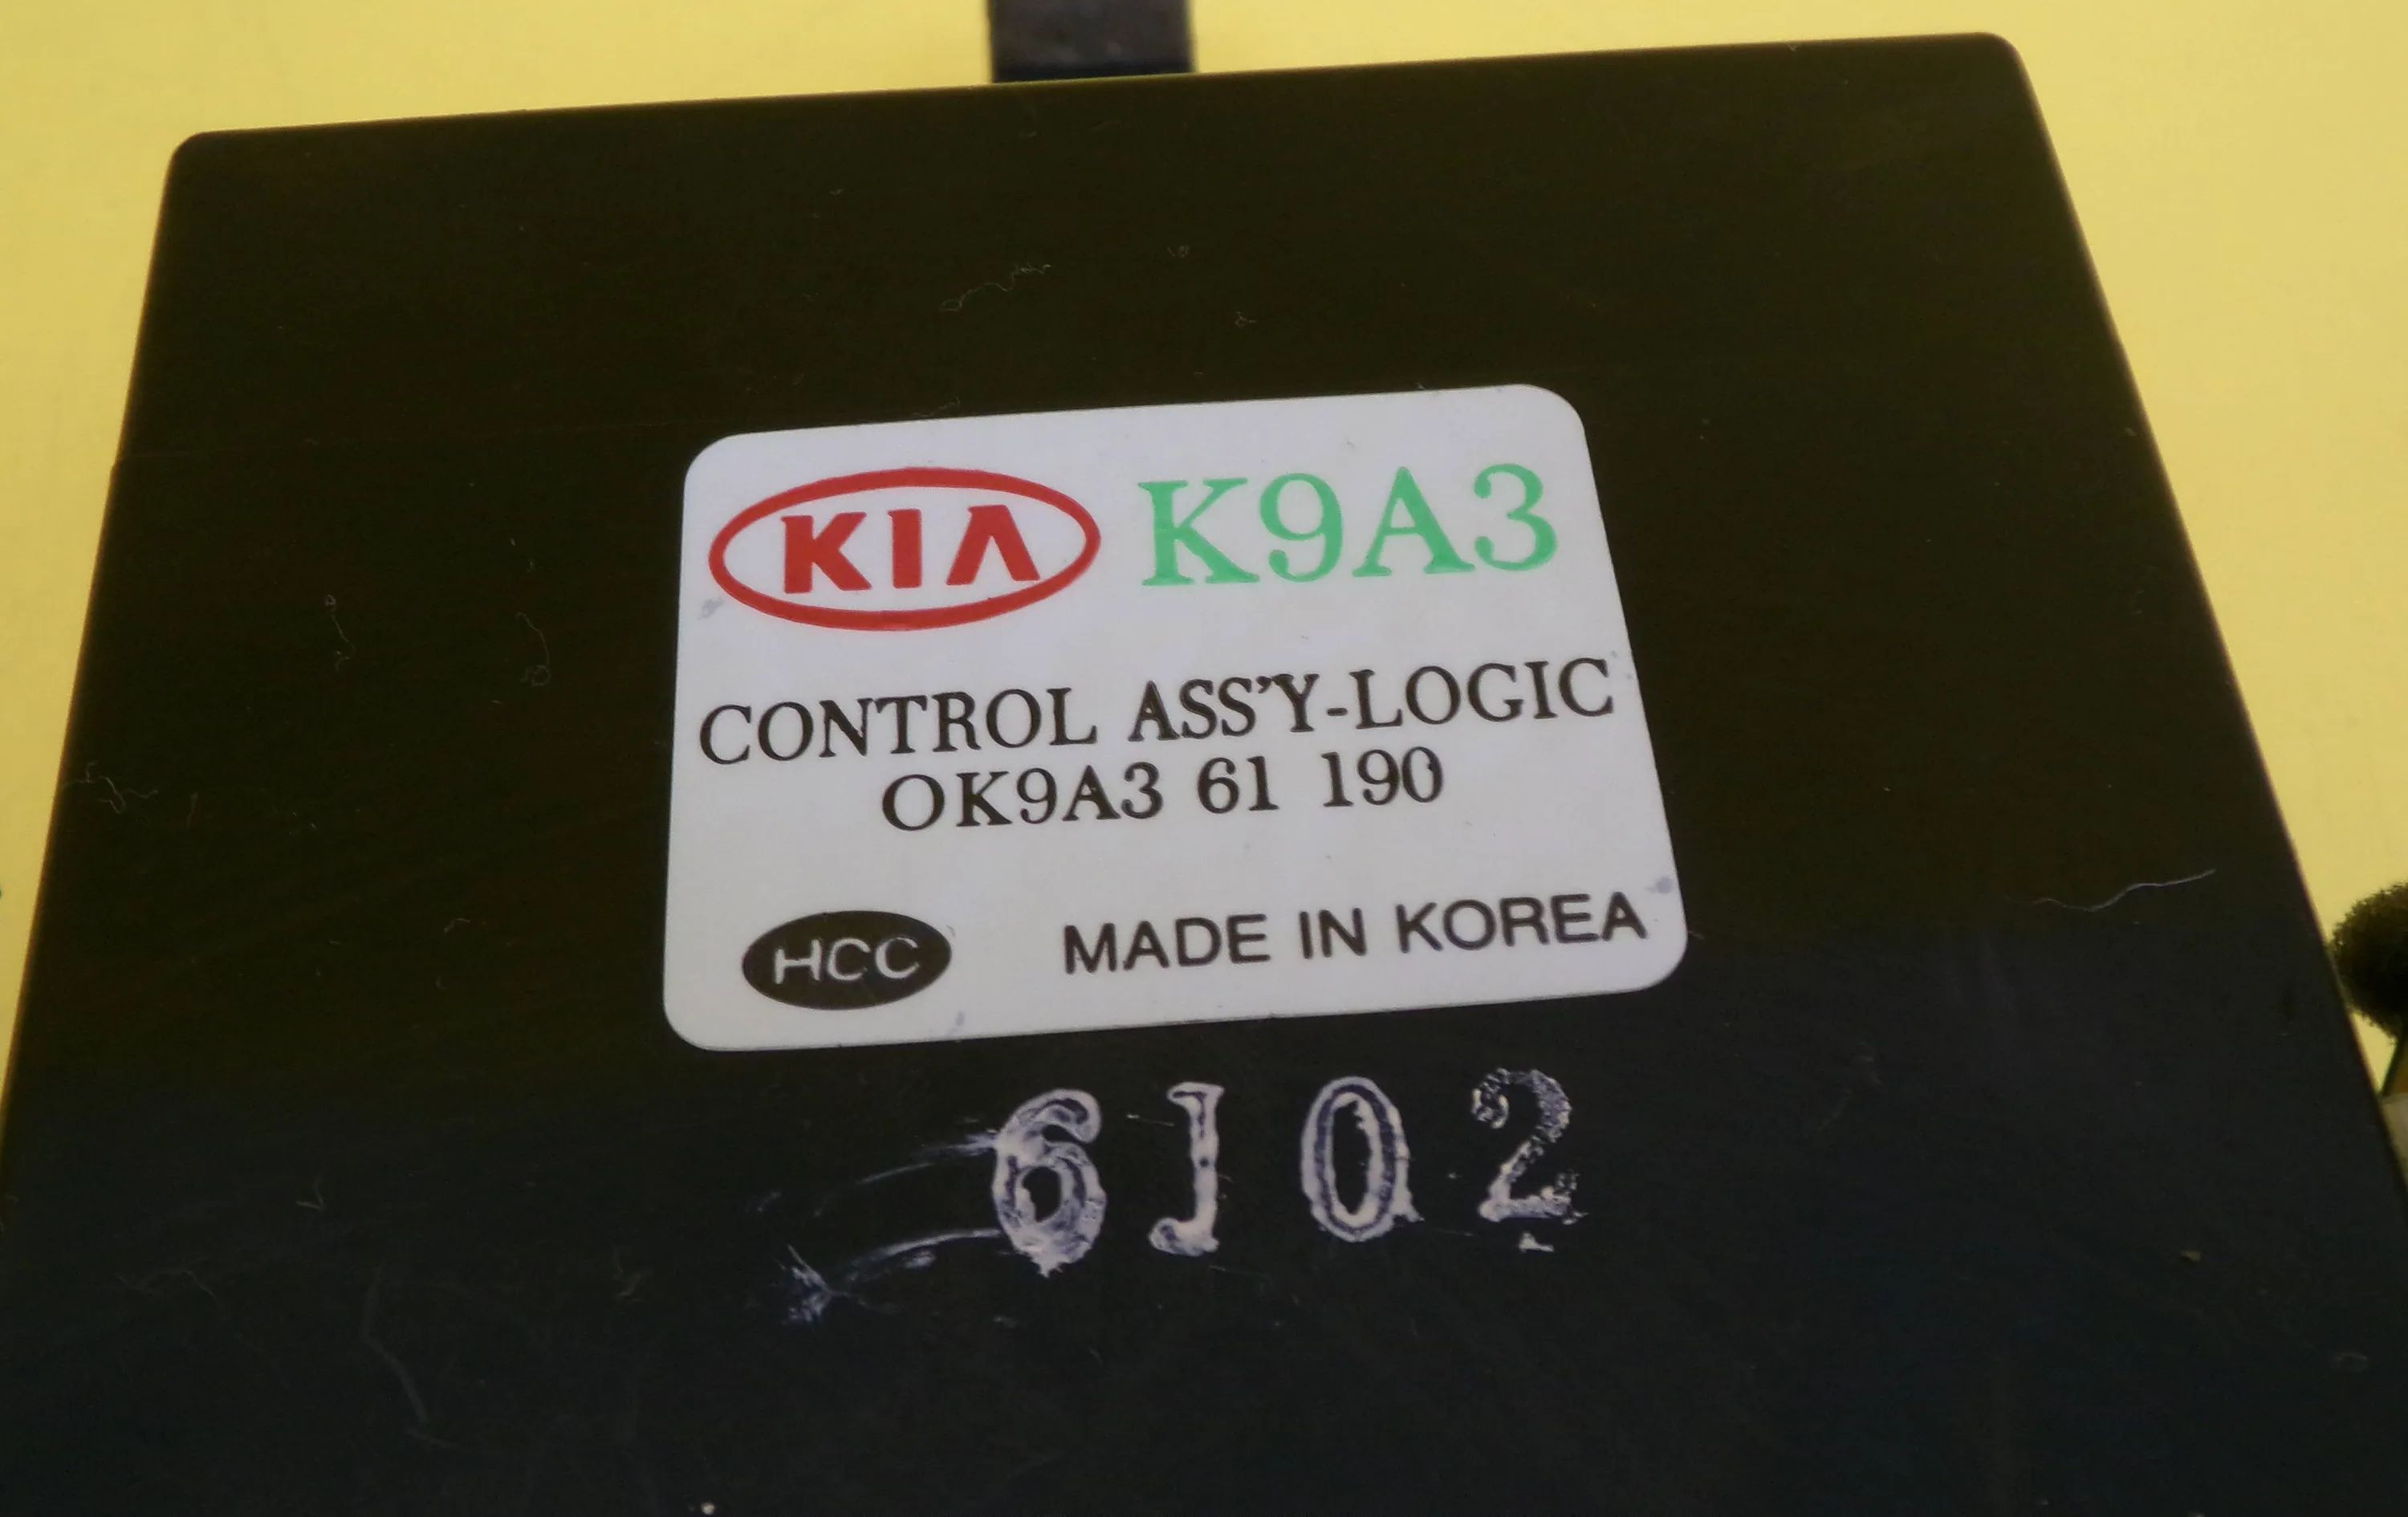 KIA K9A3
CONTROL ASS'Y-LOGIC
OK9A3 61 190
HCC MADE IN KOREA
6J02